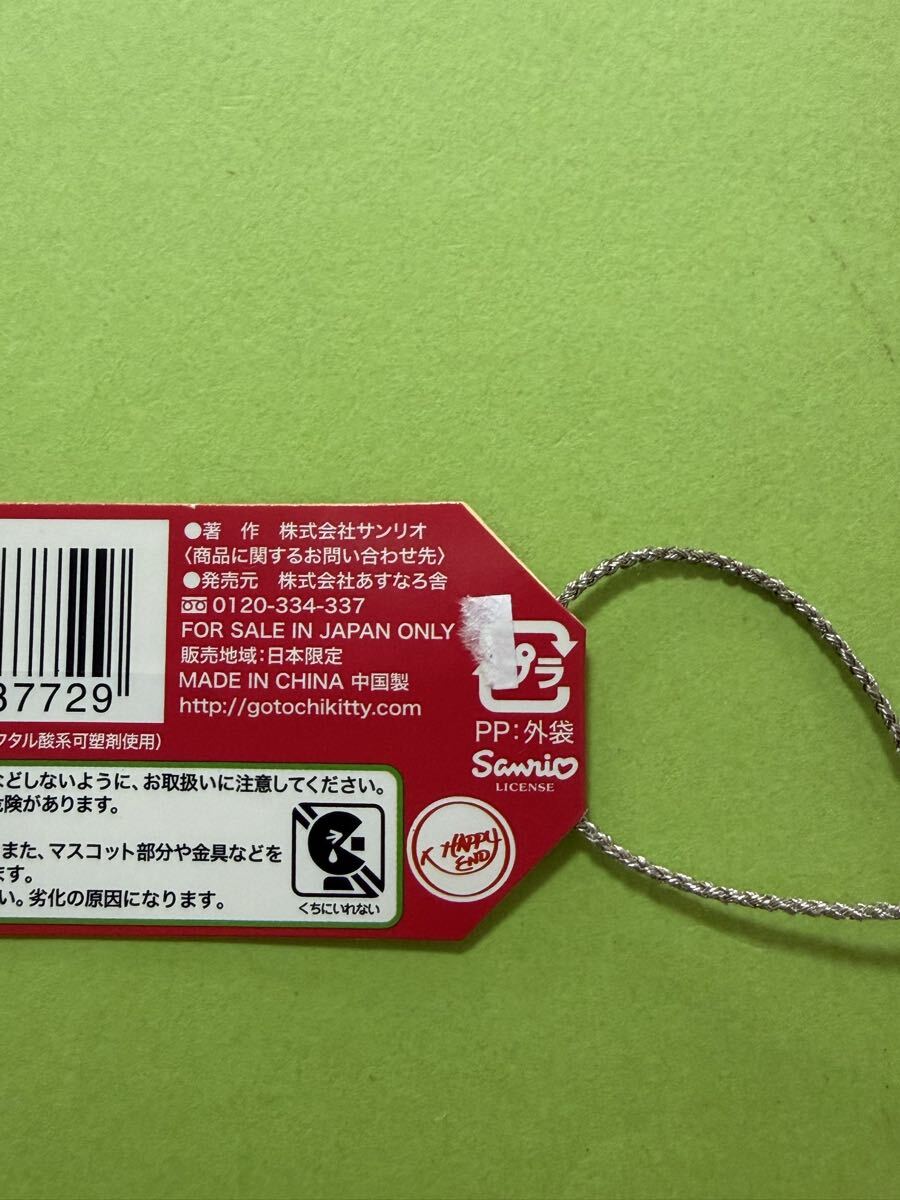 ●著 作 株式会社サンリオ
〈商品に関するお問い合わせ先〉
●発売元 株式会社あすなろ舎
0120-334-337
FOR SALE IN JAPAN ONLY
販売地域:日本限定
MADE IN CHINA 中国製
http://gotochikitty.com
37729
フタル酸系可塑剤使用)
プラ
PP:外袋
Sanrio
LICENSE
などしないように、お取扱いに注意してください。
危険があります。
また、マスコット部分や金具などを
ます。
い。劣化の原因になります。
くちにいれない
HAPPY
END